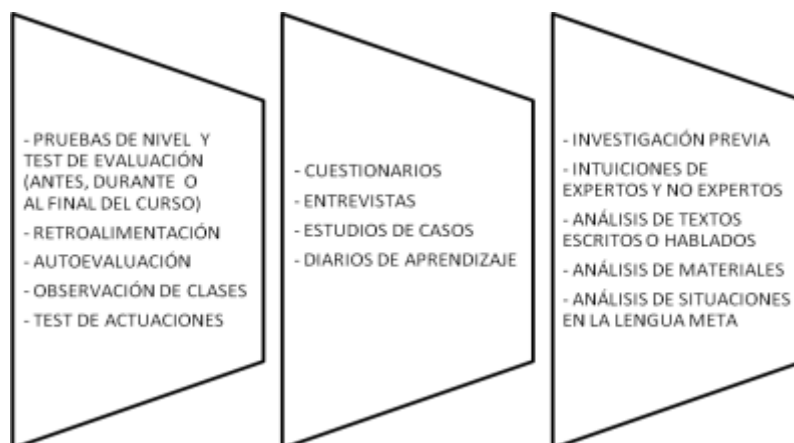 - PRUEBAS DE NIVEL Y
TEST DE EVALUACIÓN
(ANTES, DURANTE O
AL FINAL DEL CURSO)
- RETROALIMENTACIÓN
- AUTOEVALUACIÓN
- OBSERVACIÓN DE CLASES
- TEST DE ACTUACIONES
- CUESTIONARIOS
- ENTREVISTAS
- ESTUDIOS DE CASOS
- DIARIOS DE APRENDIZAJE
- INVESTIGACIÓN PREVIA
- INTUICIONES DE
EXPERTOS Y NO EXPERTOS
- ANÁLISIS DE TEXTOS
ESCRITOS O HABLADOS
- ANÁLISIS DE MATERIALES
- ANÁLISIS DE SITUACIONES
EN LA LENGUA META